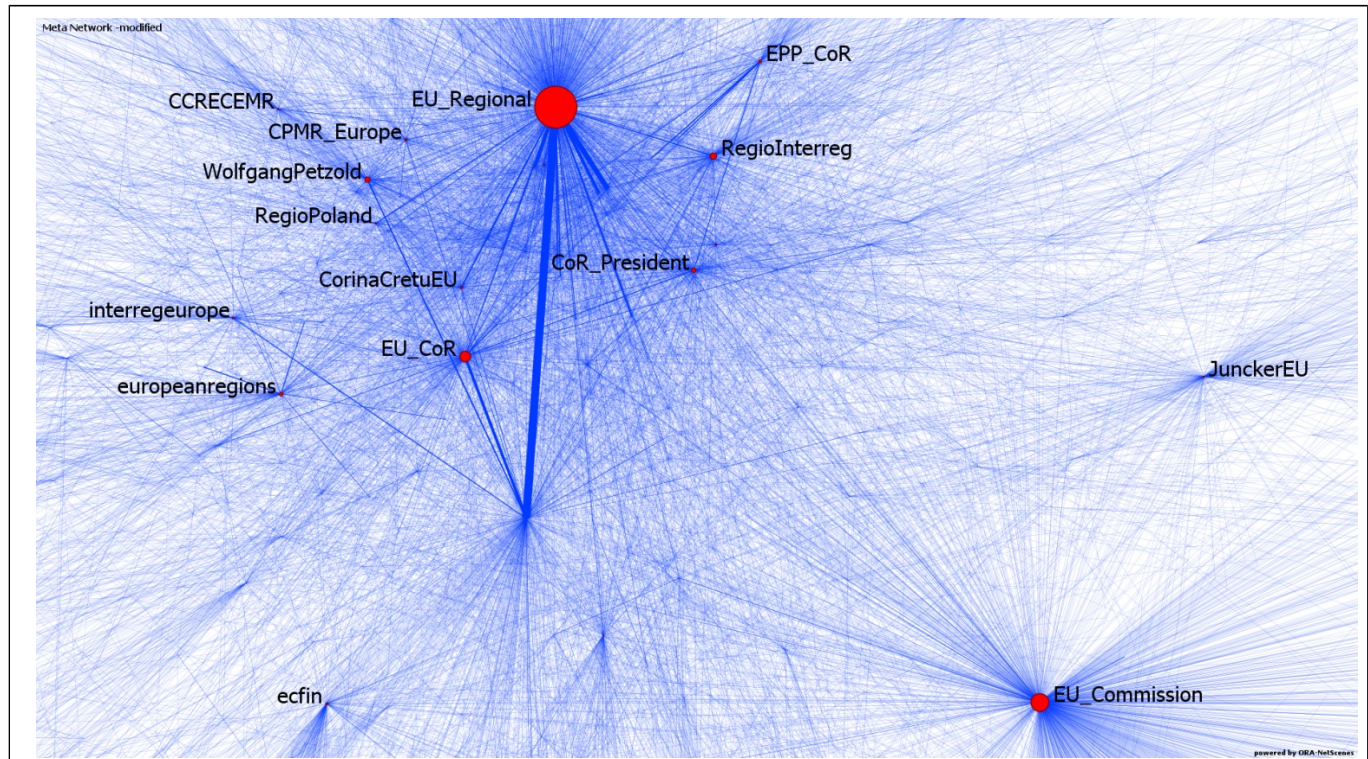 Meta Network -modified
EPP_CoR
EU_Regional
CCRECEMR
CPMR_Europe
RegioInterreg
WolfgangPetzold
RegioPoland
CoR_President
CorinaCretuEU
interregeurope
EU_CoR
JunckerEU
europeanregions
ecfin
EU_Commission
powered by ORA-NetScenes